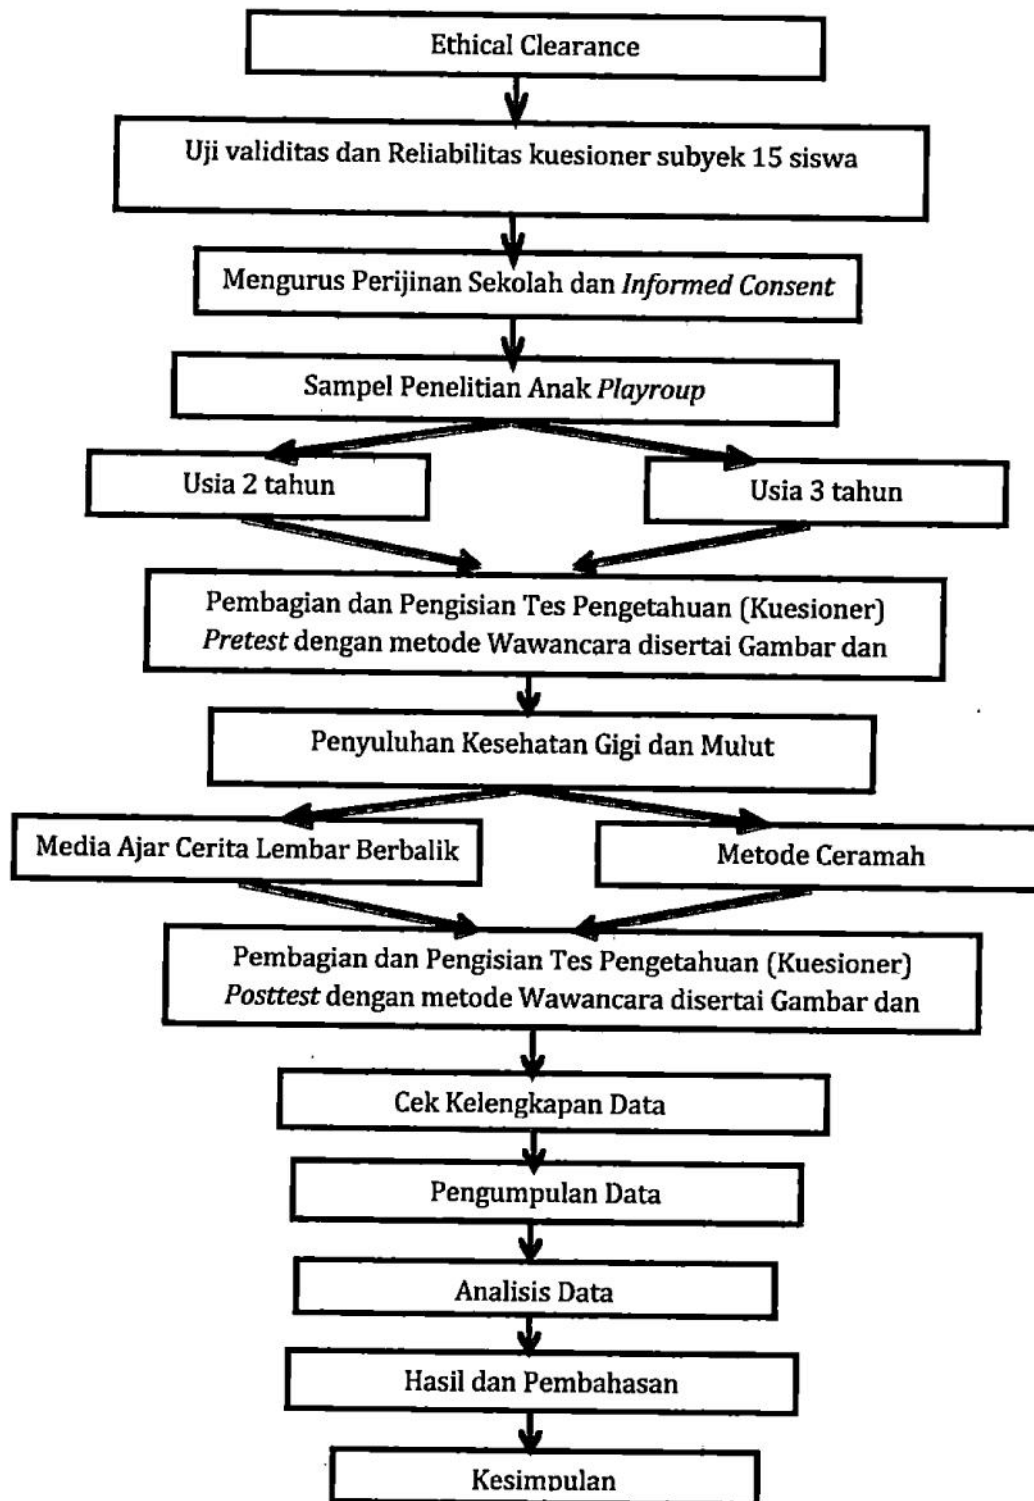 Ethical Clearance
Uji validitas dan Reliabilitas kuesioner subyek 15 siswa
Mengurus Perijinan Sekolah dan Informed Consent
Sampel Penelitian Anak Playroup
Usia 2 tahun
Usia 3 tahun
Pembagian dan Pengisian Tes Pengetahuan (Kuesioner)
Pretest dengan metode Wawancara disertai Gambar dan
Penyuluhan Kesehatan Gigi dan Mulut
Media Ajar Cerita Lembar Berbalik
Metode Ceramah
Pembagian dan Pengisian Tes Pengetahuan (Kuesioner)
Posttest dengan metode Wawancara disertai Gambar dan
Cek Kelengkapan Data
Pengumpulan Data
Analisis Data
Hasil dan Pembahasan
Kesimpulan